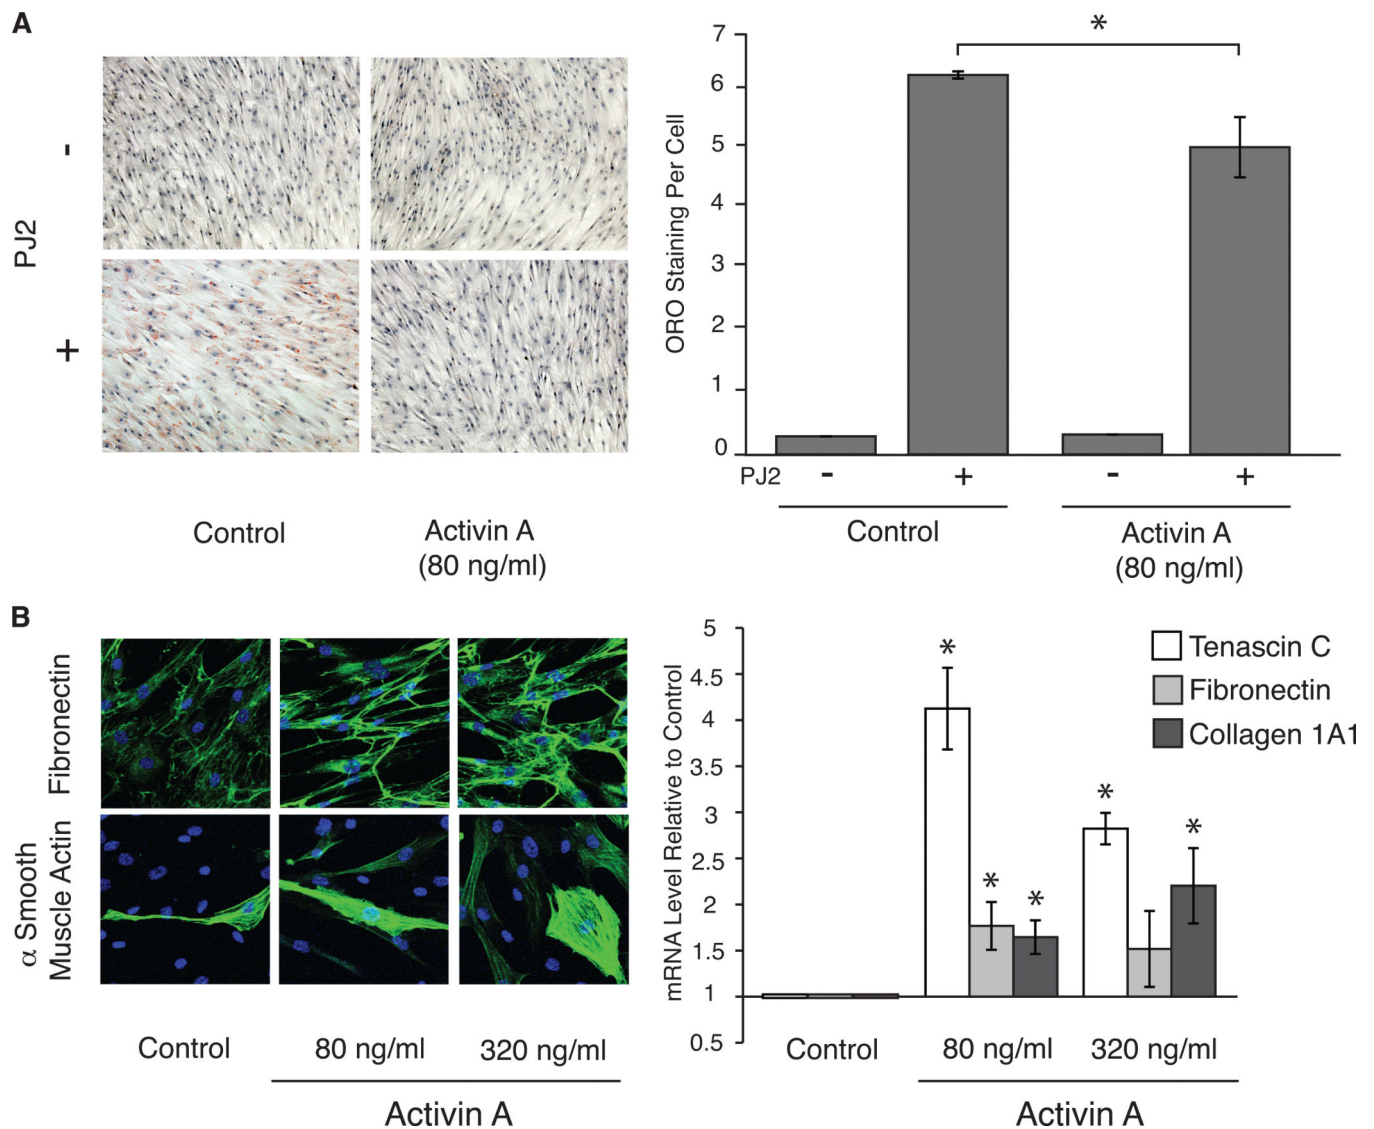 A
PJ2
-
+
Control
Activin A
(80 ng/ml)
ORO Staining Per Cell
7
6
5
4
3
2
1
0
*
PJ2 - + - +
Control
Activin A
(80 ng/ml)
B
Fibronectin
α Smooth
Muscle Actin
Control
80 ng/ml
320 ng/ml
Activin A
mRNA Level Relative to Control
5
4.5
4
3.5
3
2.5
2
1.5
1
0.5
*
*
*
*
*
Tenascin C
Fibronectin
Collagen 1A1
Control
80 ng/ml
320 ng/ml
Activin A